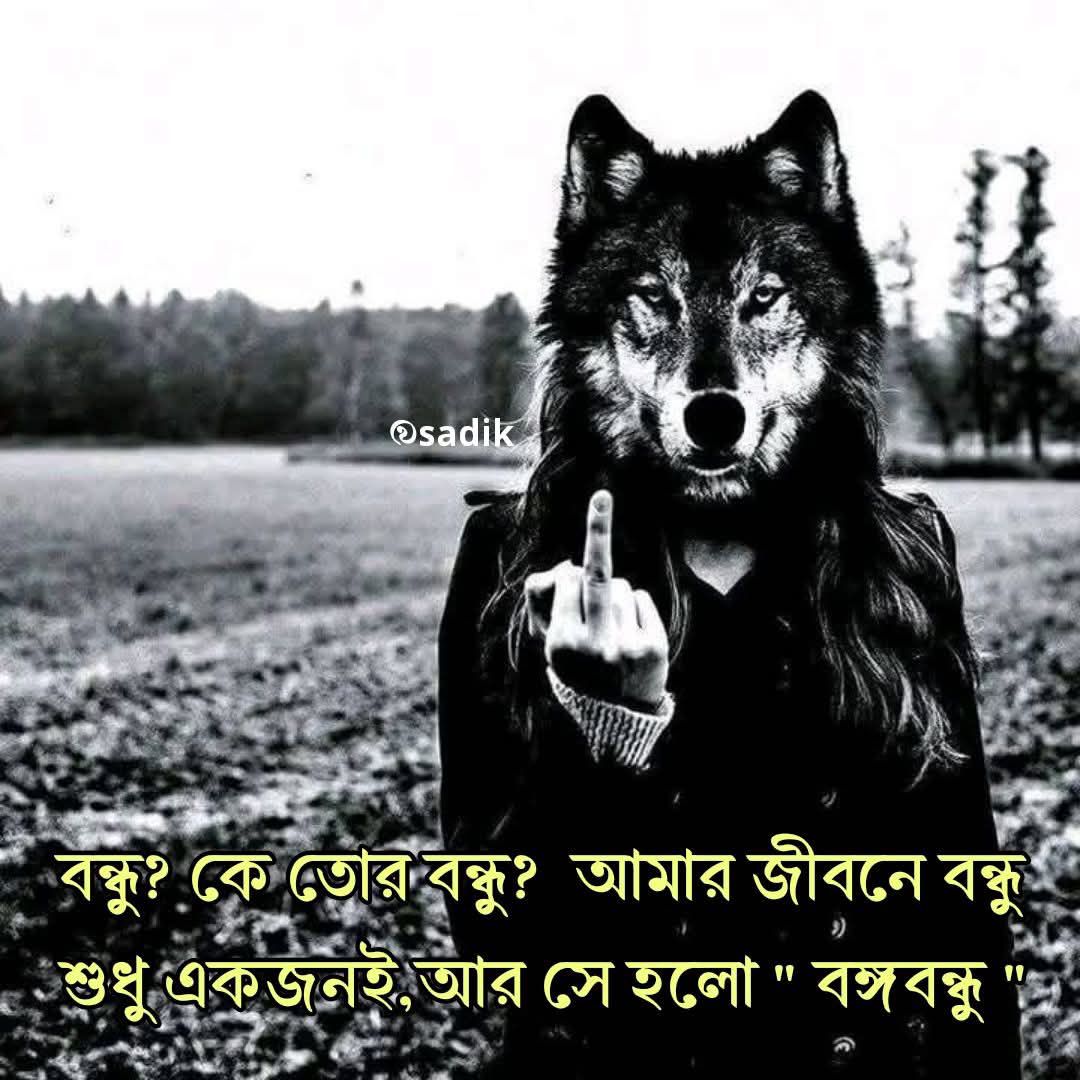 ©sadik
বন্ধু? কে তোর বন্ধু? আমার জীবনে বন্ধু
শুধু একজনই,আর সে হলো " বঙ্গবন্ধু "